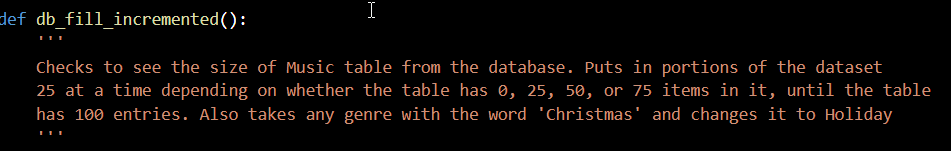 def db_fill_incremented():
'''
Checks to see the size of Music table from the database. Puts in portions of the dataset
25 at a time depending on whether the table has 0, 25, 50, or 75 items in it, until the table
has 100 entries. Also takes any genre with the word 'Christmas' and changes it to Holiday
'''